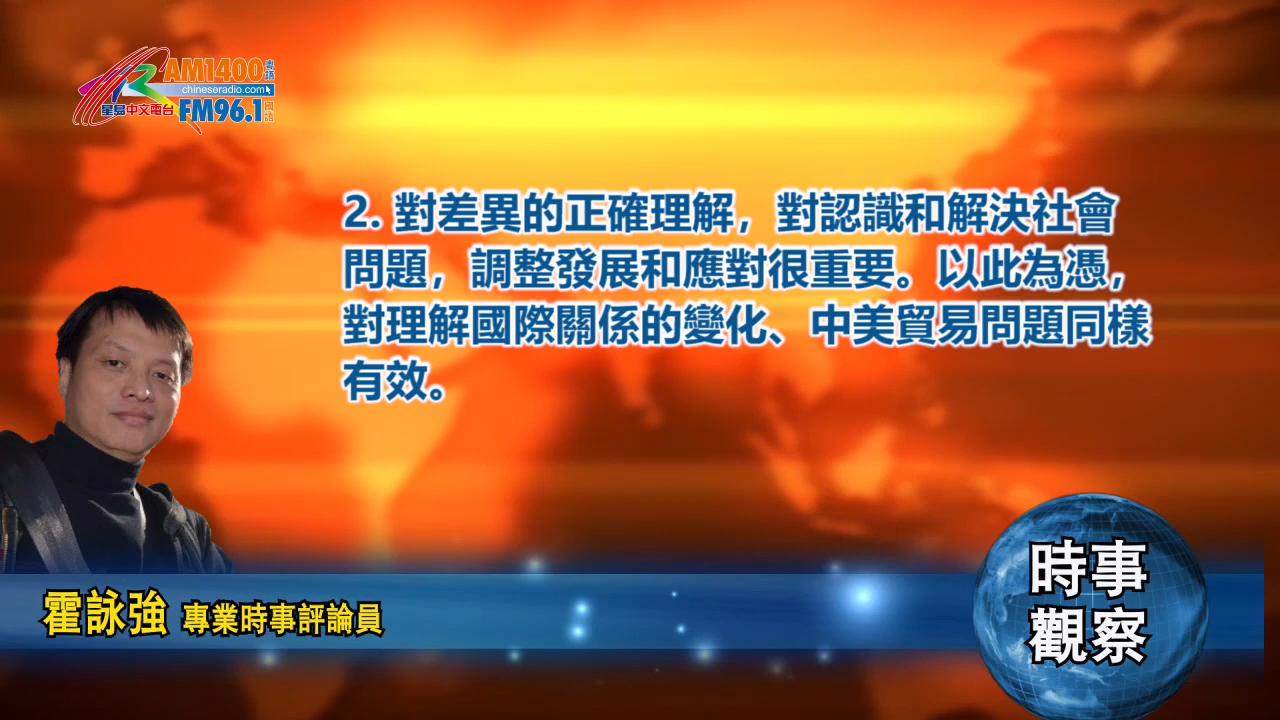 AM1400 粵語
chineseradio.com
星島中文電台 FM96.1 國語
2. 對差異的正確理解，對認識和解決社會
問題，調整發展和應對很重要。以此為憑，
對理解國際關係的變化、中美貿易問題同樣
有效。
霍詠強 專業時事評論員
時事
觀察